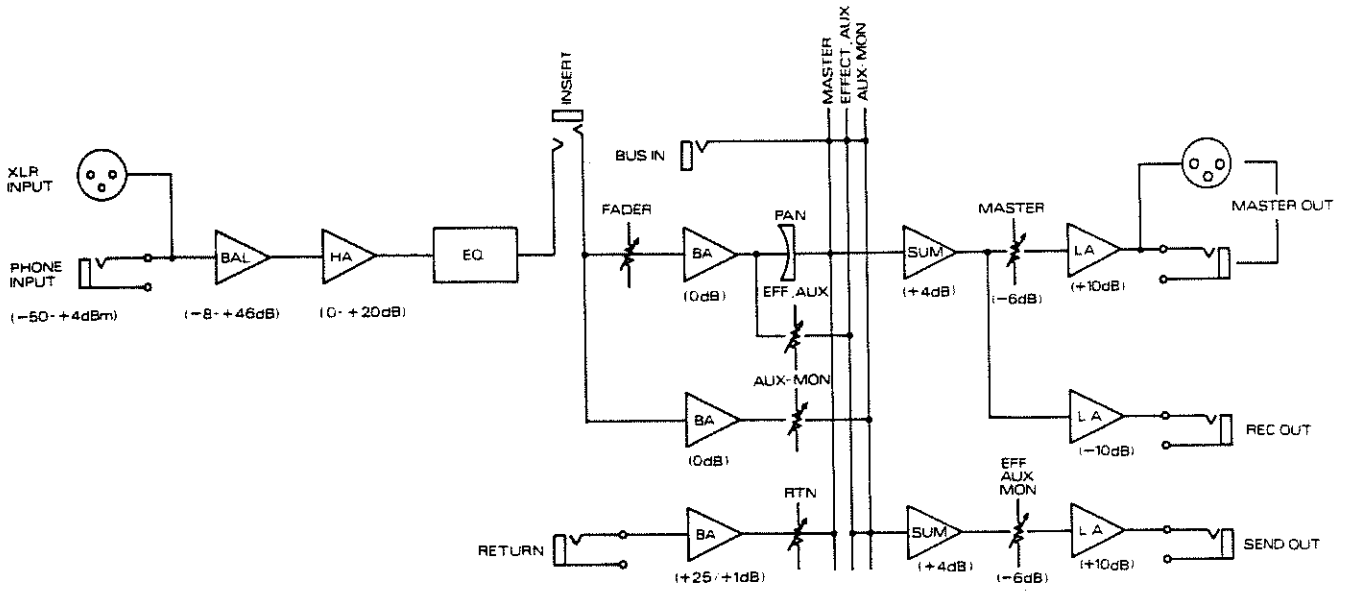 INSERT
MASTER
EFFECT, AUX
AUX-MON
XLR
INPUT
BUS IN
FADER
PAN
MASTER
MASTER OUT
PHONE
INPUT
BAL
HA
EQ
BA
SUM
LA
(-50-+4dBm)
(-8-+46dB)
(0-+20dB)
(0dB)
(+4dB)
(-6dB)
(+10dB)
EFF, AUX
AUX-MON
BA
(0dB)
LA
(-10dB)
REC OUT
RTN
EFF
AUX
MON
RETURN
BA
SUM
LA
SEND OUT
(+25/+1dB)
(+4dB)
(-6dB)
(+10dB)